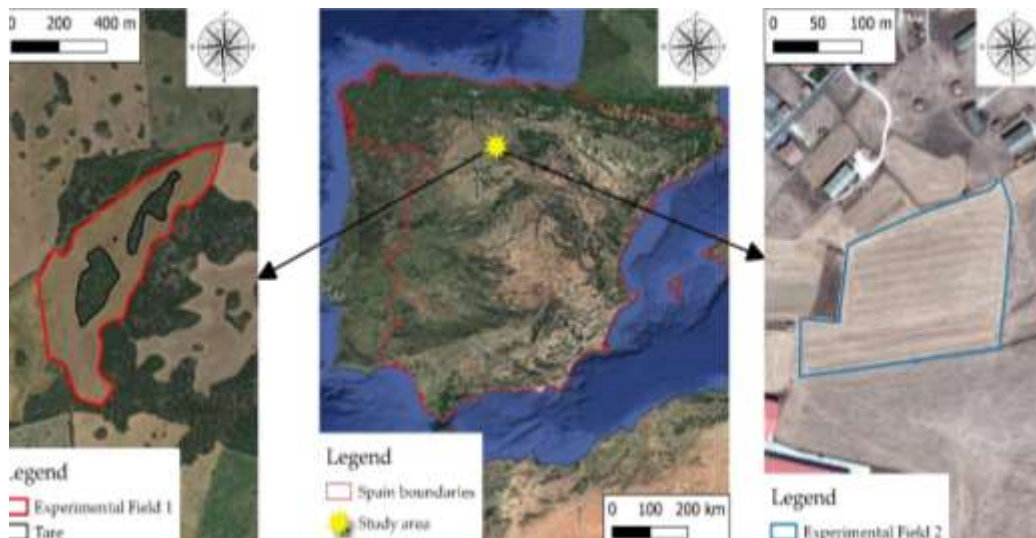 0 200 400 m
Legend
Experimental Field 1
Tare
Legend
Spain boundaries
Study area
0 100 200 km
0 50 100 m
Legend
Experimental Field 2